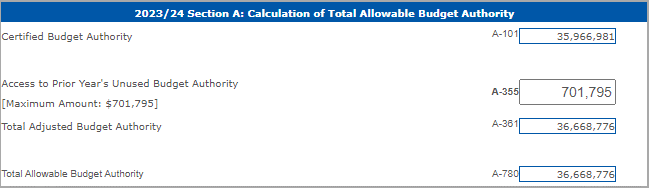 2023/24 Section A: Calculation of Total Allowable Budget Authority
Certified Budget Authority A-101 35,966,981
Access to Prior Year's Unused Budget Authority
[Maximum Amount: $701,795] A-355 701,795
Total Adjusted Budget Authority A-361 36,668,776
Total Allowable Budget Authority A-780 36,668,776